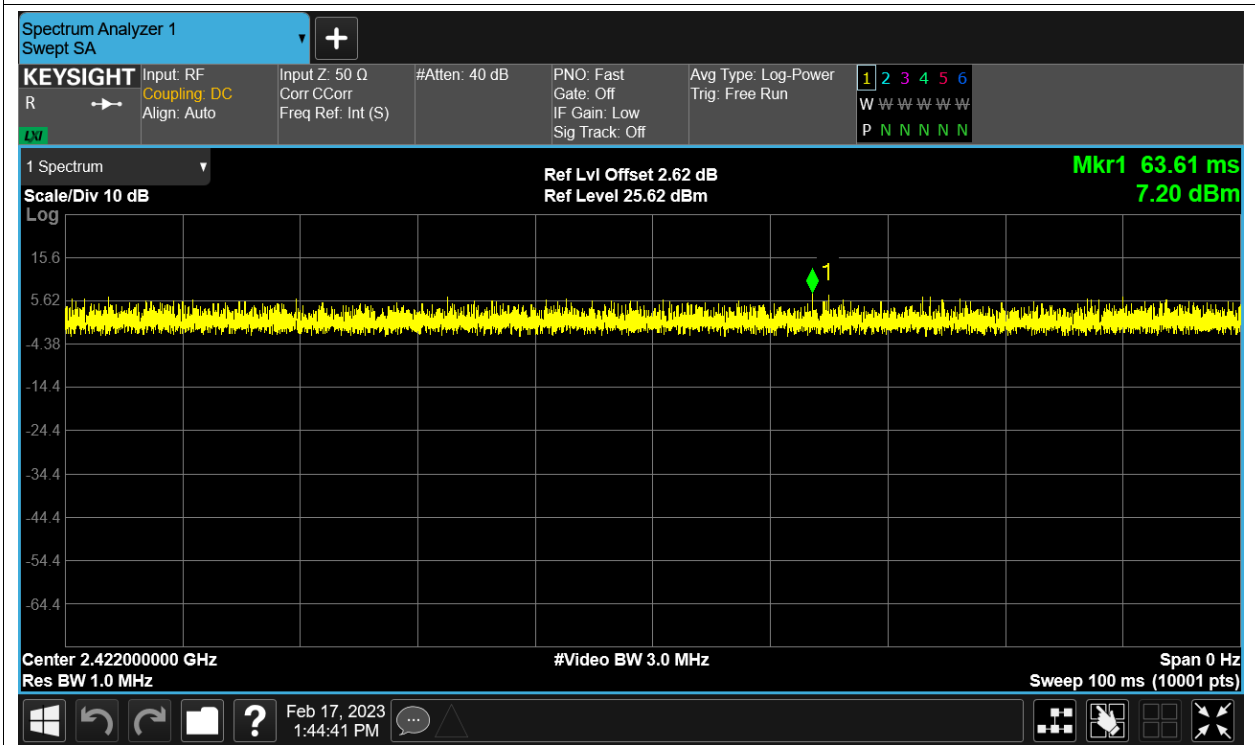 Spectrum Analyzer 1
Swept SA
KEYSIGHT
R
LXI
Input: RF
Coupling: DC
Align: Auto
Input Z: 50 Ω
Corr CCorr
Freq Ref: Int (S)
#Atten: 40 dB
PNO: Fast
Gate: Off
IF Gain: Low
Sig Track: Off
Avg Type: Log-Power
Trig: Free Run
1 2 3 4 5 6
W W W W W W
P N N N N N
1 Spectrum
Scale/Div 10 dB
Log
Ref Lvl Offset 2.62 dB
Ref Level 25.62 dBm
Mkr1 63.61 ms
7.20 dBm
1
15.6
5.62
-4.38
-14.4
-24.4
-34.4
-44.4
-54.4
-64.4
Center 2.422000000 GHz
Res BW 1.0 MHz
#Video BW 3.0 MHz
Span 0 Hz
Sweep 100 ms (10001 pts)
?
Feb 17, 2023
1:44:41 PM